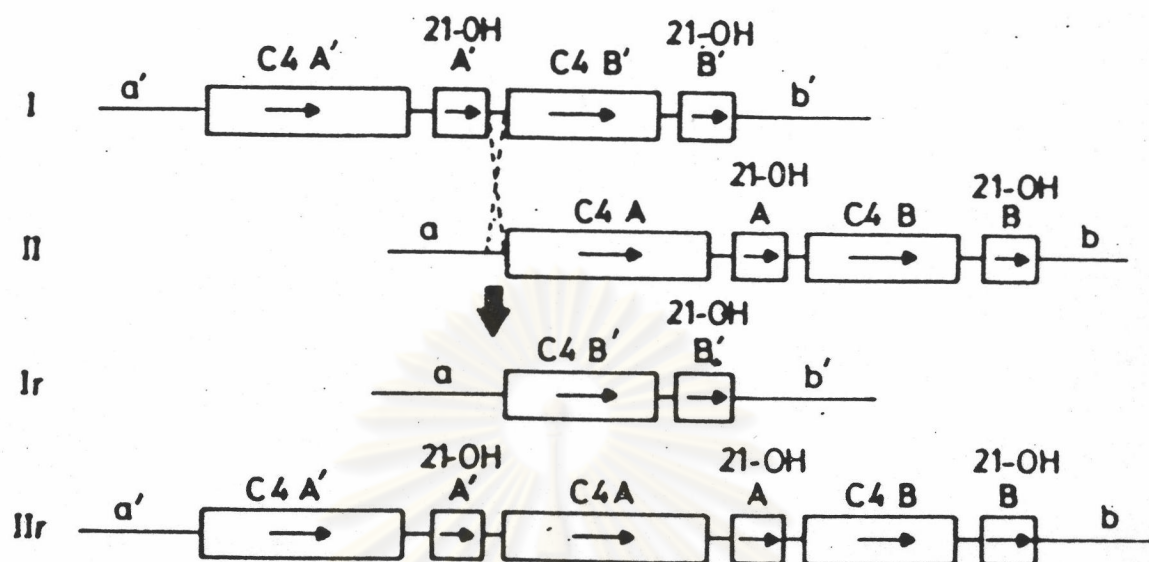 21-OH 21-OH
C4 A′ A′ C4 B′ B′
I a′ b′
21-OH 21-OH
C4 A A C4 B B
II a b
21-OH
C4 B′ B′
Ir a b′
21-OH 21-OH 21-OH
C4 A′ A′ C4A A C4 B B
IIr a′ b